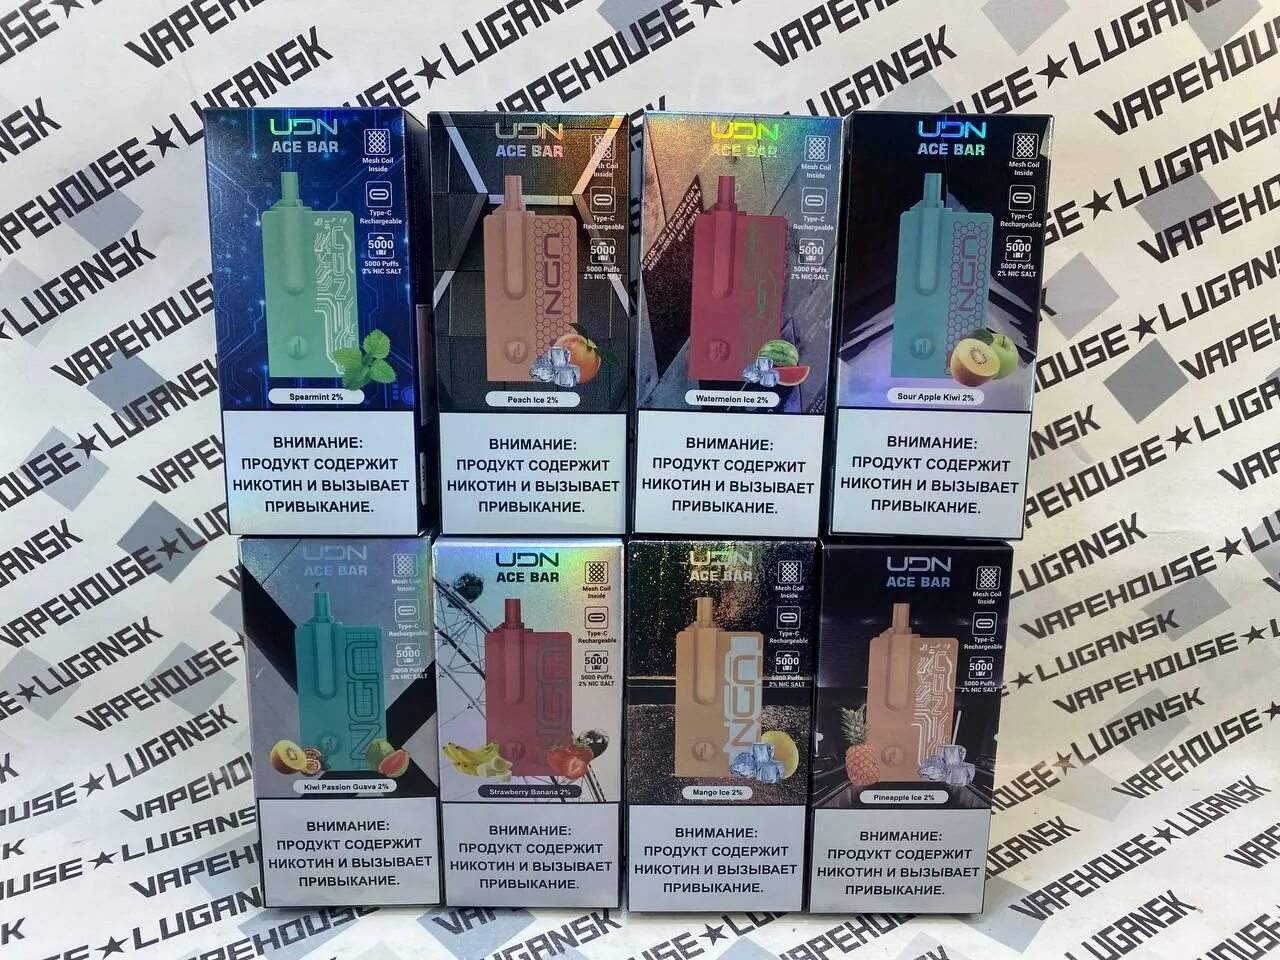 VAPEHOUSE★LUGANSK
UDN
ACE BAR
Mesh Coil
Inside
Type-C
Rechargeable
5000
5000 Puffs
2% NIC SALT
UDN
Spearmint 2%
ВНИМАНИЕ:
ПРОДУКТ СОДЕРЖИТ
НИКОТИН И ВЫЗЫВАЕТ
ПРИВЫКАНИЕ.
UDN
ACE BAR
Mesh Coil
Inside
Type-C
Rechargeable
5000
5000 Puffs
2% NIC SALT
UDN
Peach Ice 2%
ВНИМАНИЕ:
ПРОДУКТ СОДЕРЖИТ
НИКОТИН И ВЫЗЫВАЕТ
ПРИВЫКАНИЕ.
UDN
ACE BAR
Mesh Coil
Inside
Type-C
Rechargeable
5000
5000 Puffs
2% NIC SALT
UDN
Watermelon Ice 2%
ВНИМАНИЕ:
ПРОДУКТ СОДЕРЖИТ
НИКОТИН И ВЫЗЫВАЕТ
ПРИВЫКАНИЕ.
UDN
ACE BAR
Mesh Coil
Inside
Type-C
Rechargeable
5000
5000 Puffs
2% NIC SALT
UDN
Sour Apple Kiwi 2%
ВНИМАНИЕ:
ПРОДУКТ СОДЕРЖИТ
НИКОТИН И ВЫЗЫВАЕТ
ПРИВЫКАНИЕ.
UDN
ACE BAR
Mesh Coil
Inside
Type-C
Rechargeable
5000
5000 Puffs
2% NIC SALT
UDN
Kiwi Passion Guava 2%
ВНИМАНИЕ:
ПРОДУКТ СОДЕРЖИТ
НИКОТИН И ВЫЗЫВАЕТ
ПРИВЫКАНИЕ.
UDN
ACE BAR
Mesh Coil
Inside
Type-C
Rechargeable
5000
5000 Puffs
2% NIC SALT
UDN
Strawberry Banana 2%
ВНИМАНИЕ:
ПРОДУКТ СОДЕРЖИТ
НИКОТИН И ВЫЗЫВАЕТ
ПРИВЫКАНИЕ.
UDN
ACE BAR
Mesh Coil
Inside
Type-C
Rechargeable
5000
5000 Puffs
2% NIC SALT
UDN
Mango Ice 2%
ВНИМАНИЕ:
ПРОДУКТ СОДЕРЖИТ
НИКОТИН И ВЫЗЫВАЕТ
ПРИВЫКАНИЕ.
UDN
ACE BAR
Mesh Coil
Inside
Type-C
Rechargeable
5000
5000 Puffs
2% NIC SALT
UDN
Pineapple Ice 2%
ВНИМАНИЕ:
ПРОДУКТ СОДЕРЖИТ
НИКОТИН И ВЫЗЫВАЕТ
ПРИВЫКАНИЕ.